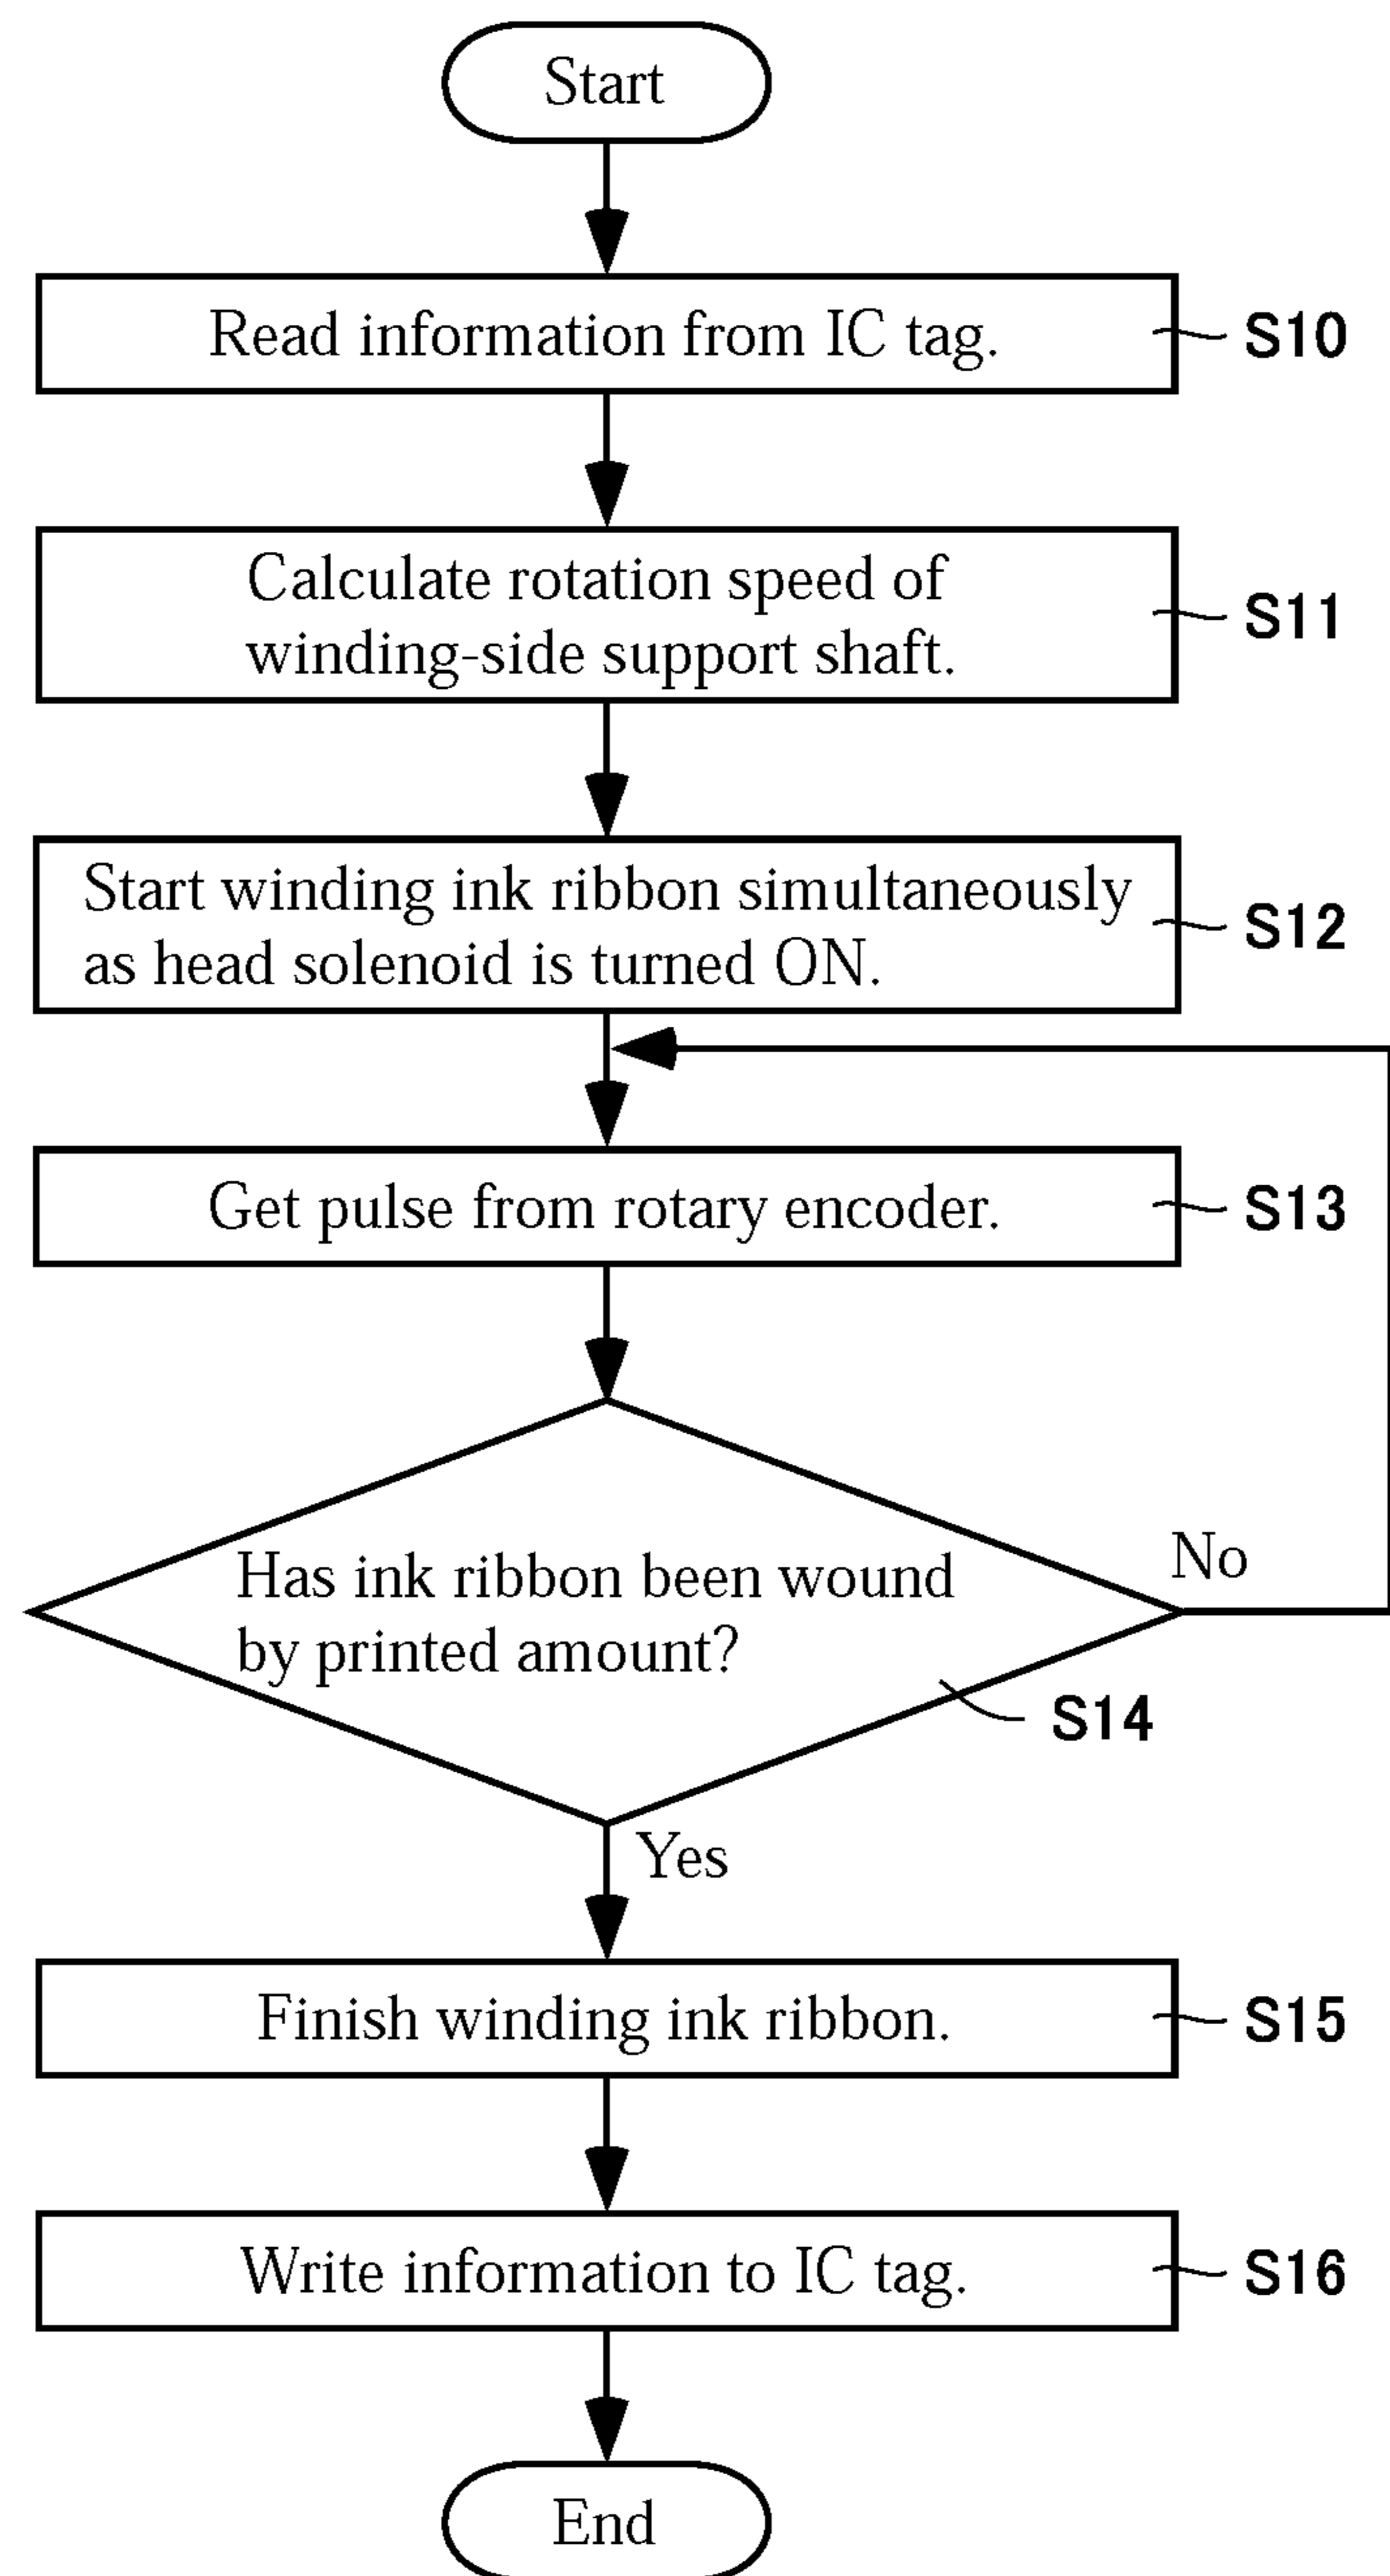 Start
Read information from IC tag.
S10
Calculate rotation speed of
winding-side support shaft.
S11
Start winding ink ribbon simultaneously
as head solenoid is turned ON.
S12
Get pulse from rotary encoder.
S13
Has ink ribbon been wound
by printed amount?
No
S14
Yes
Finish winding ink ribbon.
S15
Write information to IC tag.
S16
End